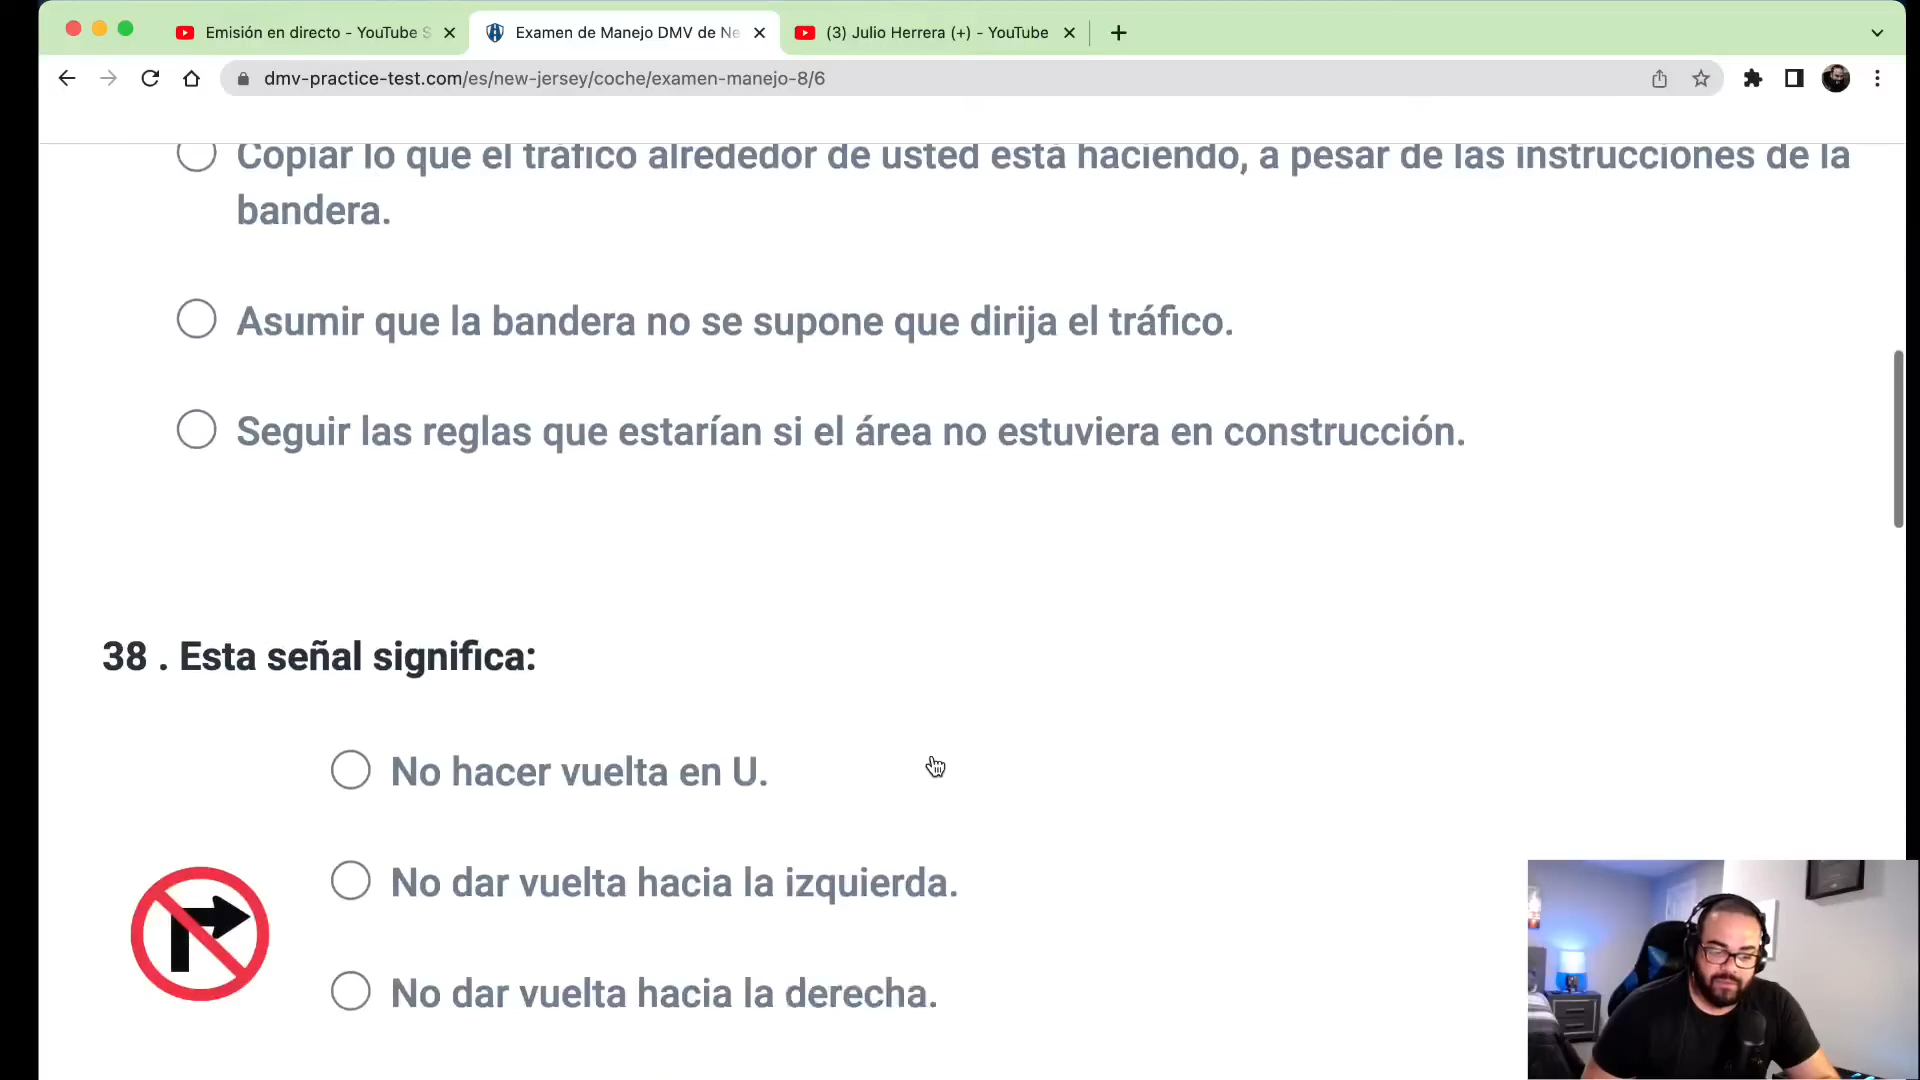 Emisión en directo - YouTube S
Examen de Manejo DMV de Ne
(3) Julio Herrera (+) - YouTube
dmv-practice-test.com/es/new-jersey/coche/examen-manejo-8/6
Copiar lo que el tráfico alrededor de usted está haciendo, a pesar de las instrucciones de la
bandera.
Asumir que la bandera no se supone que dirija el tráfico.
Seguir las reglas que estarían si el área no estuviera en construcción.
38 . Esta señal significa:
No hacer vuelta en U.
No dar vuelta hacia la izquierda.
No dar vuelta hacia la derecha.